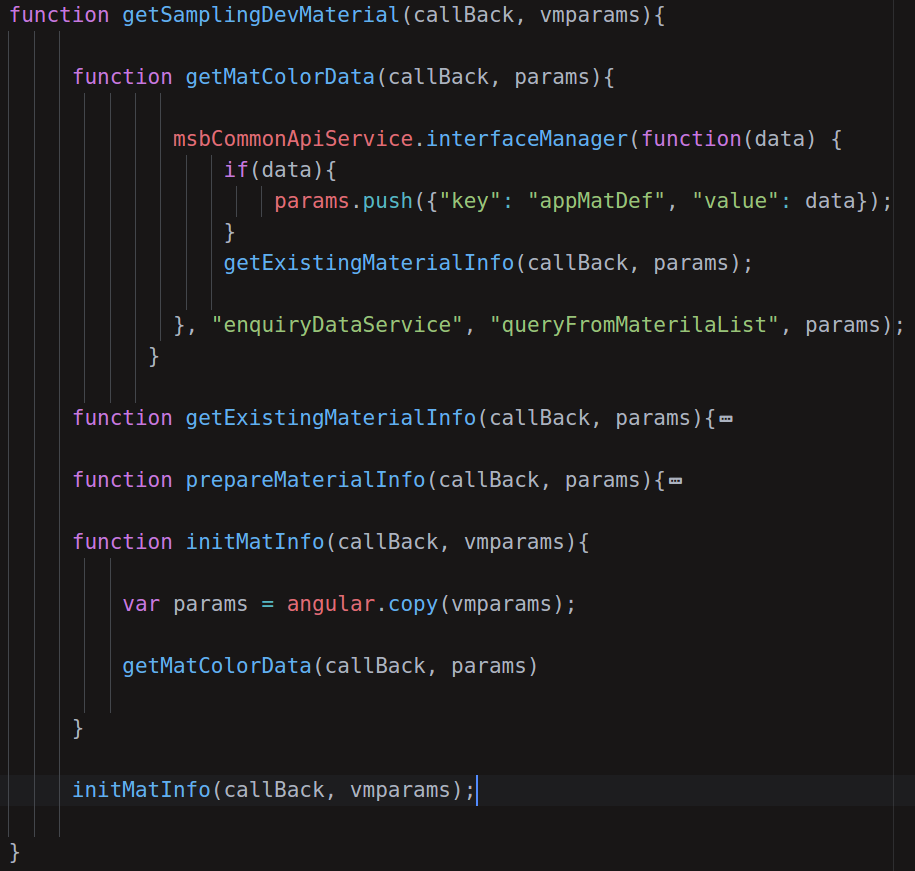 function getSamplingDevMaterial(callBack, vmparams){
function getMatColorData(callBack, params){
msbCommonApiService.interfaceManager(function(data) {
if(data){
params.push({"key": "appMatDef", "value": data});
}
getExistingMaterialInfo(callBack, params);
}, "enquiryDataService", "queryFromMaterilaList", params);
}
function getExistingMaterialInfo(callBack, params){
function prepareMaterialInfo(callBack, params){
function initMatInfo(callBack, vmparams){
var params = angular.copy(vmparams);
getMatColorData(callBack, params)
}
initMatInfo(callBack, vmparams);
}